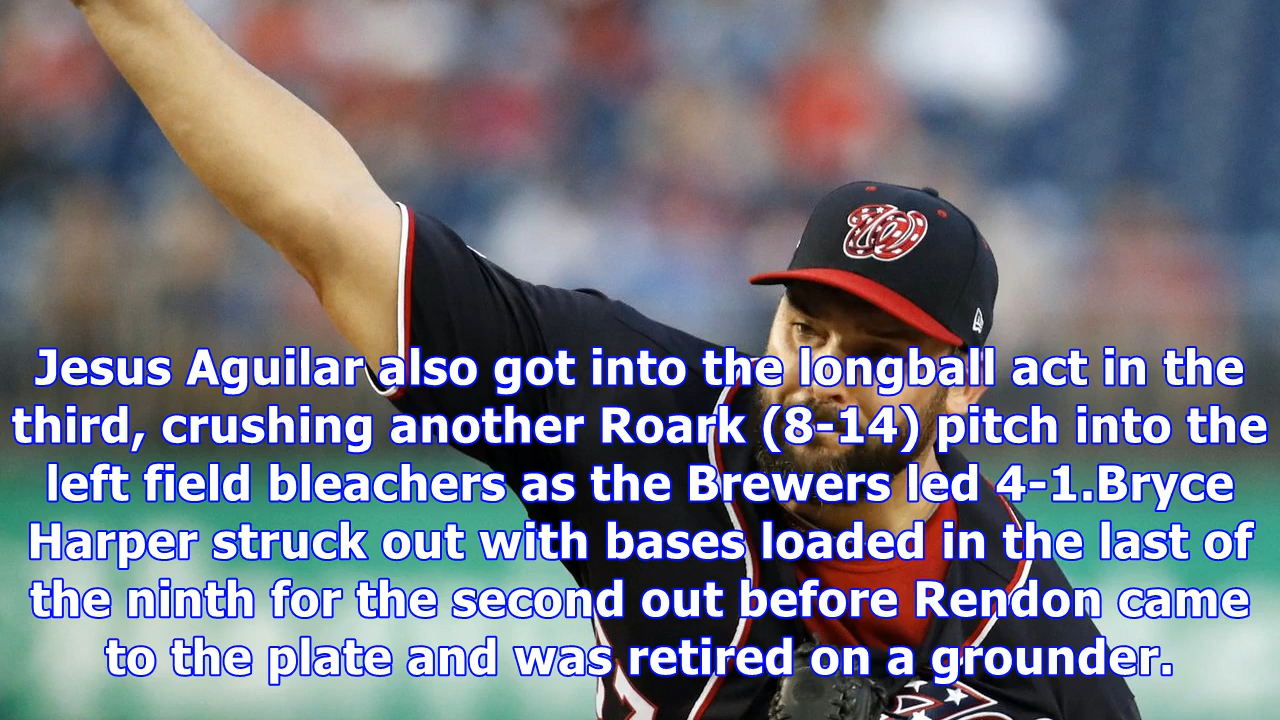 Jesus Aguilar also got into the longball act in the
third, crushing another Roark (8-14) pitch into the
left field bleachers as the Brewers led 4-1.Bryce
Harper struck out with bases loaded in the last of
the ninth for the second out before Rendon came
to the plate and was retired on a grounder.